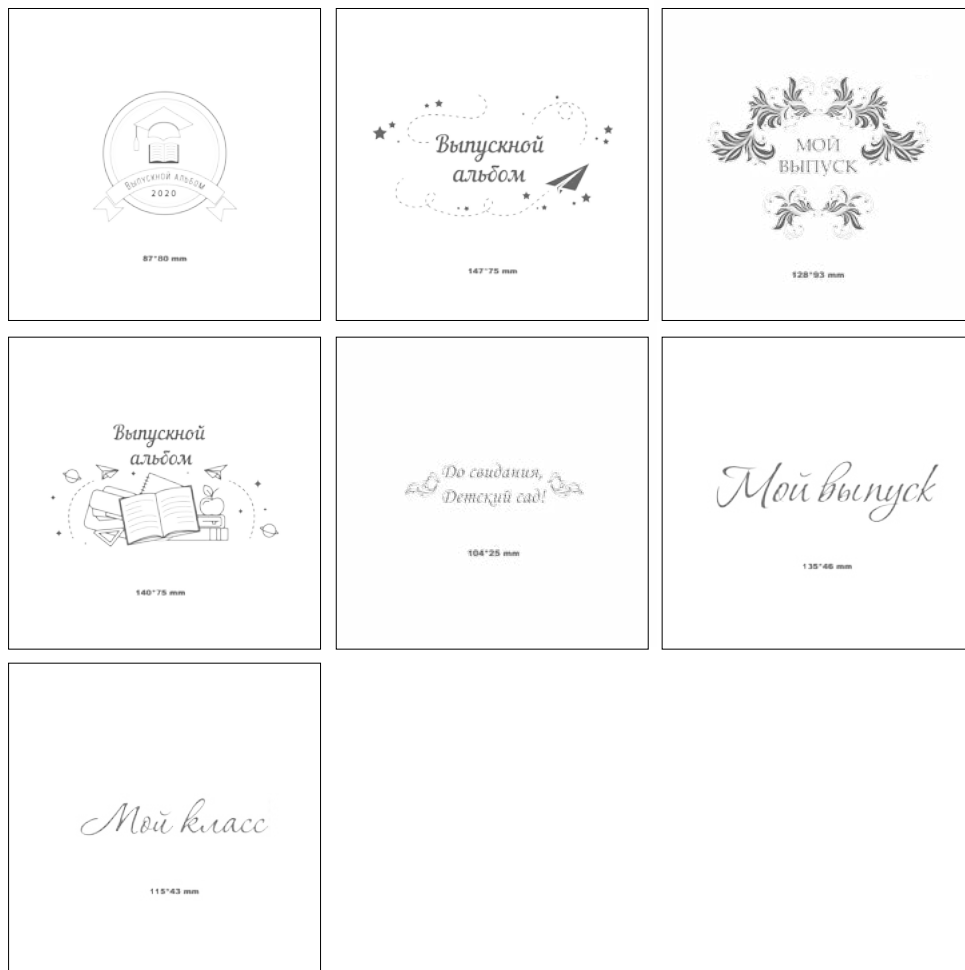 Выпускной альбом
2020
87*80 mm
Выпускной
альбом
147*75 mm
МОЙ
ВЫПУСК
128*93 mm
Выпускной
альбом
140*75 mm
До свидания,
Детский сад!
104*25 mm
Мой выпуск
135*46 mm
Мой класс
115*43 mm